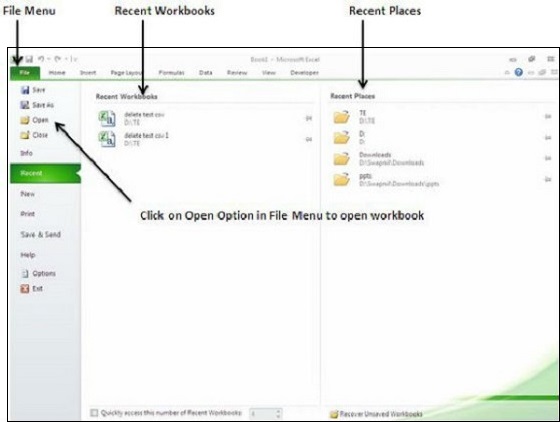 File Menu
Recent Workbooks
Recent Places
Book2 - Microsoft Excel
File Home Insert Page Layout Formulas Data Review View Developer
Save
Save As
Open
Close
Info
Recent
New
Print
Save & Send
Help
Options
Exit
Recent Workbooks
delete test csv
D:\TE
delete test csv 1
D:\TE
Recent Places
TE
D:\TE
D:
D:
Downloads
D:\Swapnil\Downloads
ppts
D:\Swapnil\Downloads\ppts
Click on Open Option in File Menu to open workbook
Quickly access this number of Recent Workbooks:
Recover Unsaved Workbooks